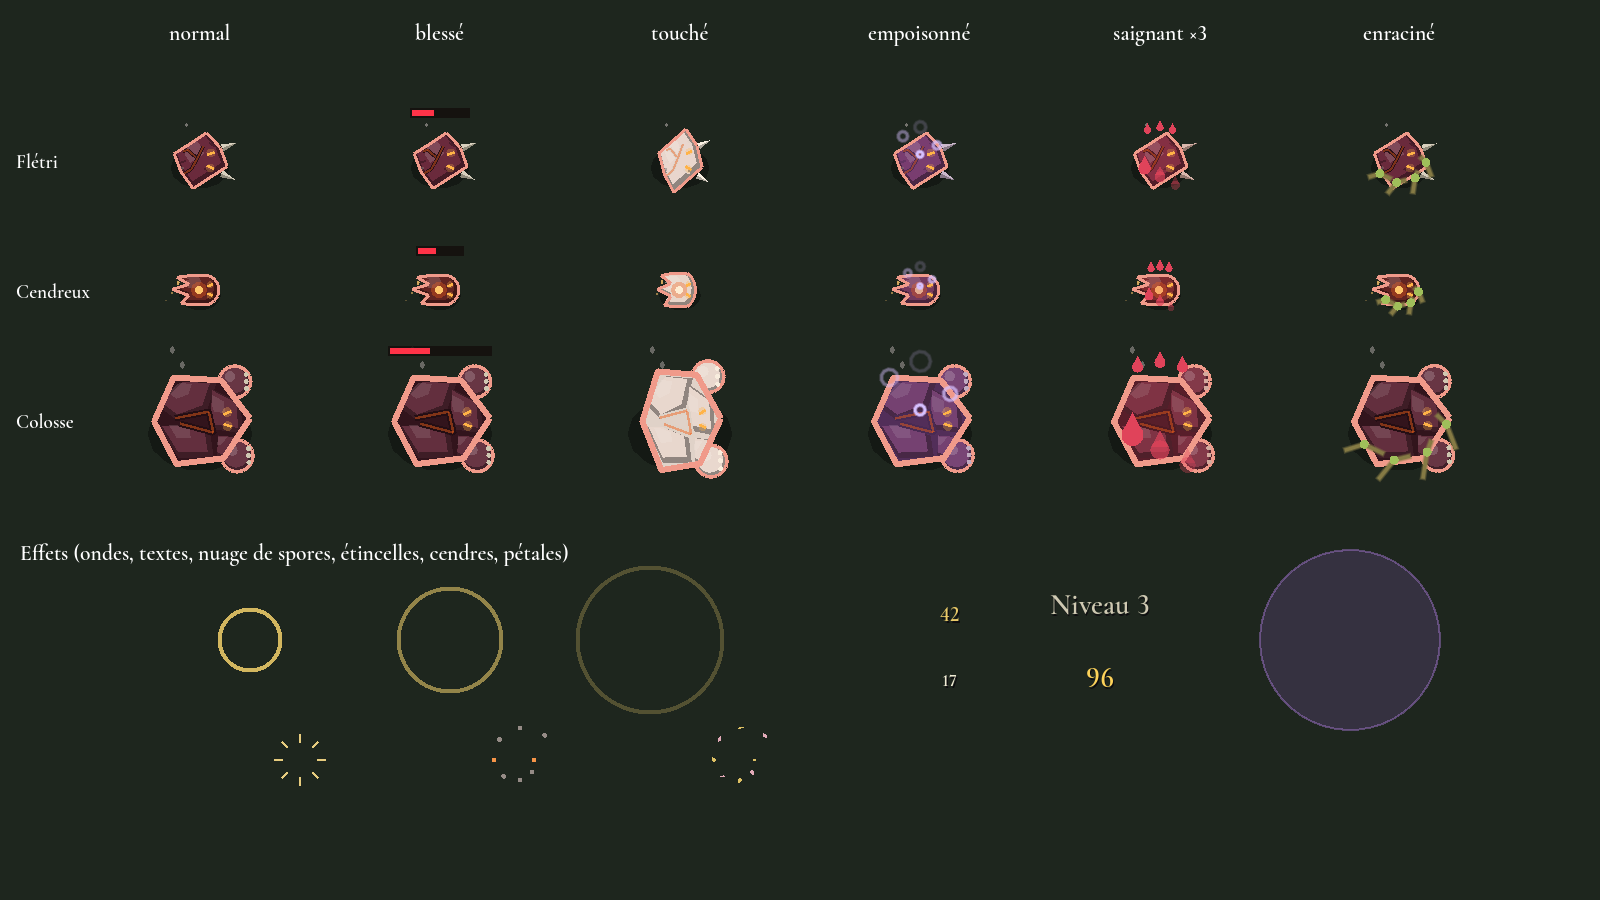 normal blessé touché empoisonné saignant ×3 enraciné
Flétri
Cendreux
Colosse
Effets (ondes, textes, nuage de spores, étincelles, cendres, pétales)
Niveau 3
42
96
17